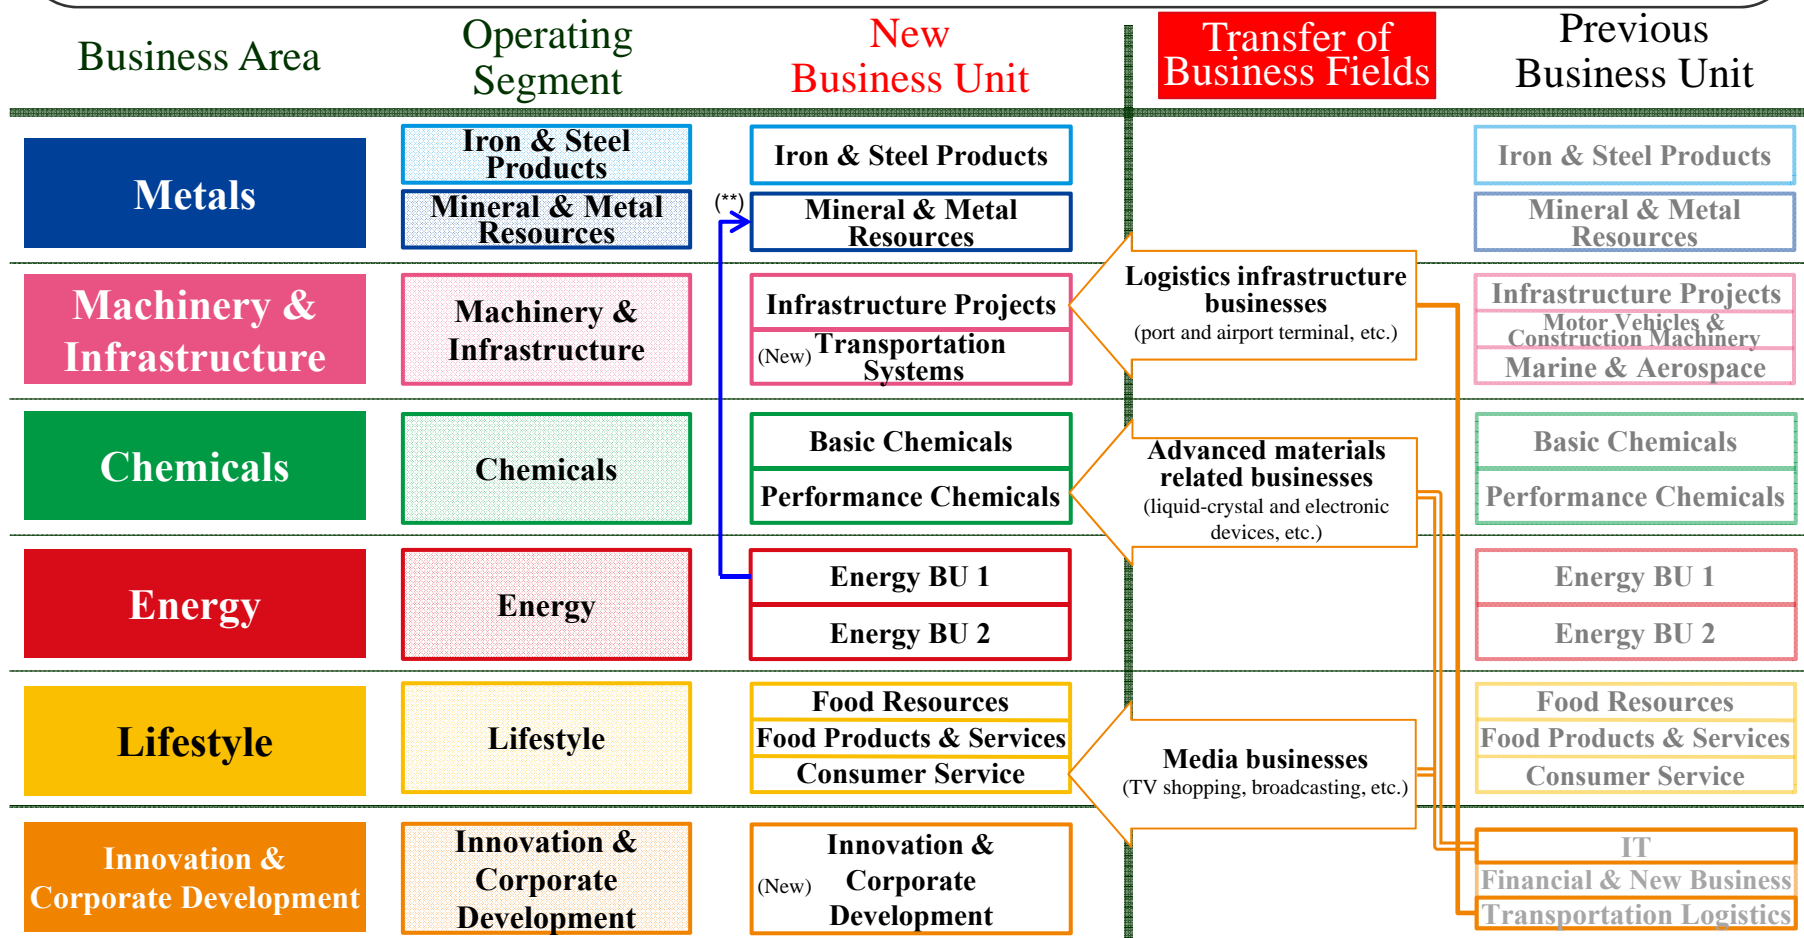 Business Area
Operating
Segment
New
Business Unit
Transfer of
Business Fields
Previous
Business Unit
Metals
Iron & Steel
Products
Mineral & Metal
Resources
(**)
Iron & Steel Products
Mineral & Metal
Resources
Iron & Steel Products
Mineral & Metal
Resources
Machinery &
Infrastructure
Machinery &
Infrastructure
Infrastructure Projects
(New) Transportation
Systems
Logistics infrastructure
businesses
(port and airport terminal, etc.)
Infrastructure Projects
Motor Vehicles &
Construction Machinery
Marine & Aerospace
Chemicals
Chemicals
Basic Chemicals
Performance Chemicals
Advanced materials
related businesses
(liquid-crystal and electronic
devices, etc.)
Basic Chemicals
Performance Chemicals
Energy
Energy
Energy BU 1
Energy BU 2
Energy BU 1
Energy BU 2
Lifestyle
Lifestyle
Food Resources
Food Products & Services
Consumer Service
Media businesses
(TV shopping, broadcasting, etc.)
Food Resources
Food Products & Services
Consumer Service
Innovation &
Corporate Development
Innovation &
Corporate
Development
Innovation &
(New) Corporate
Development
IT
Financial & New Business
Transportation Logistics